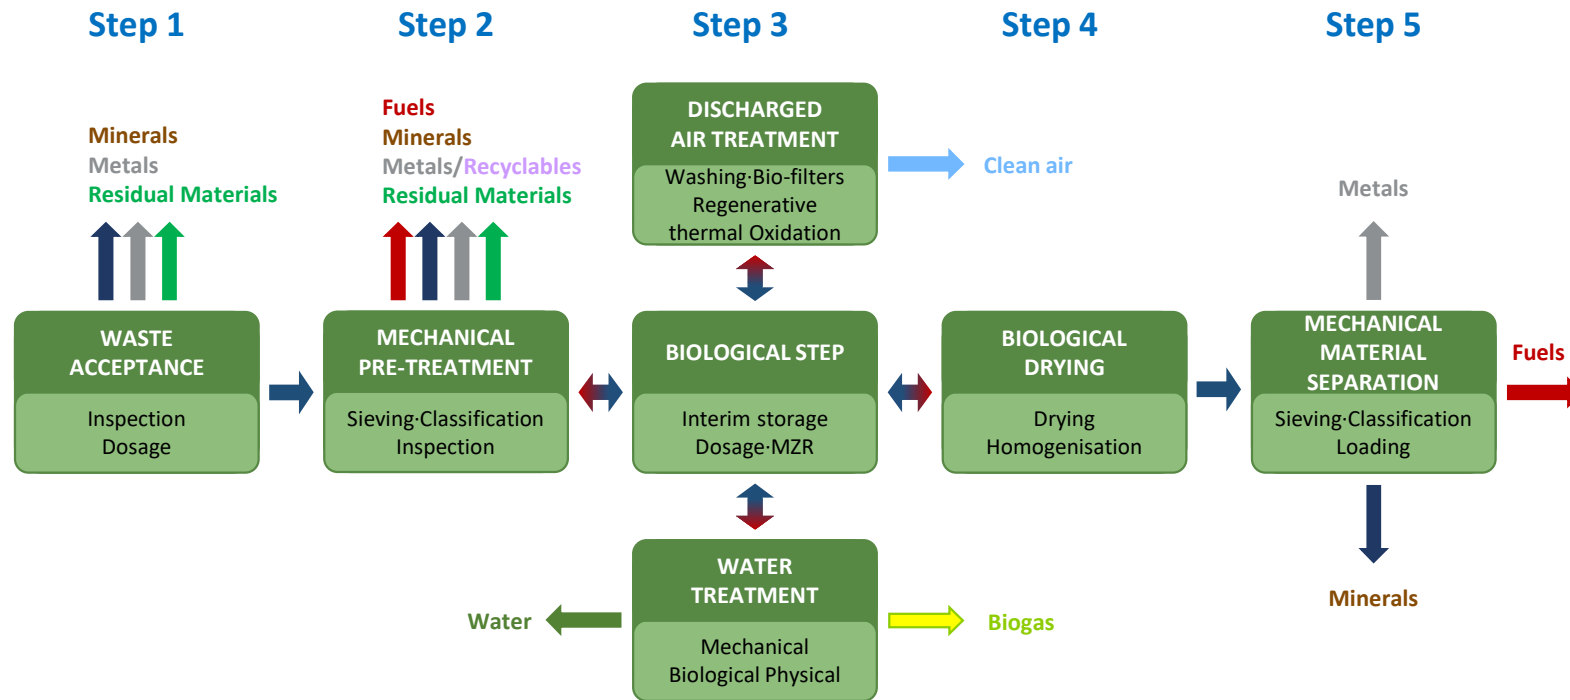 Step 1
Step 2
Step 3
Step 4
Step 5
Minerals
Metals
Residual Materials
Fuels
Minerals
Metals/Recyclables
Residual Materials
DISCHARGED
AIR TREATMENT
Washing·Bio-filters
Regenerative
thermal Oxidation
Clean air
Metals
WASTE
ACCEPTANCE
Inspection
Dosage
MECHANICAL
PRE-TREATMENT
Sieving·Classification
Inspection
BIOLOGICAL STEP
Interim storage
Dosage·MZR
BIOLOGICAL
DRYING
Drying
Homogenisation
MECHANICAL
MATERIAL
SEPARATION
Sieving·Classification
Loading
Fuels
WATER
TREATMENT
Mechanical
Biological Physical
Water
Biogas
Minerals